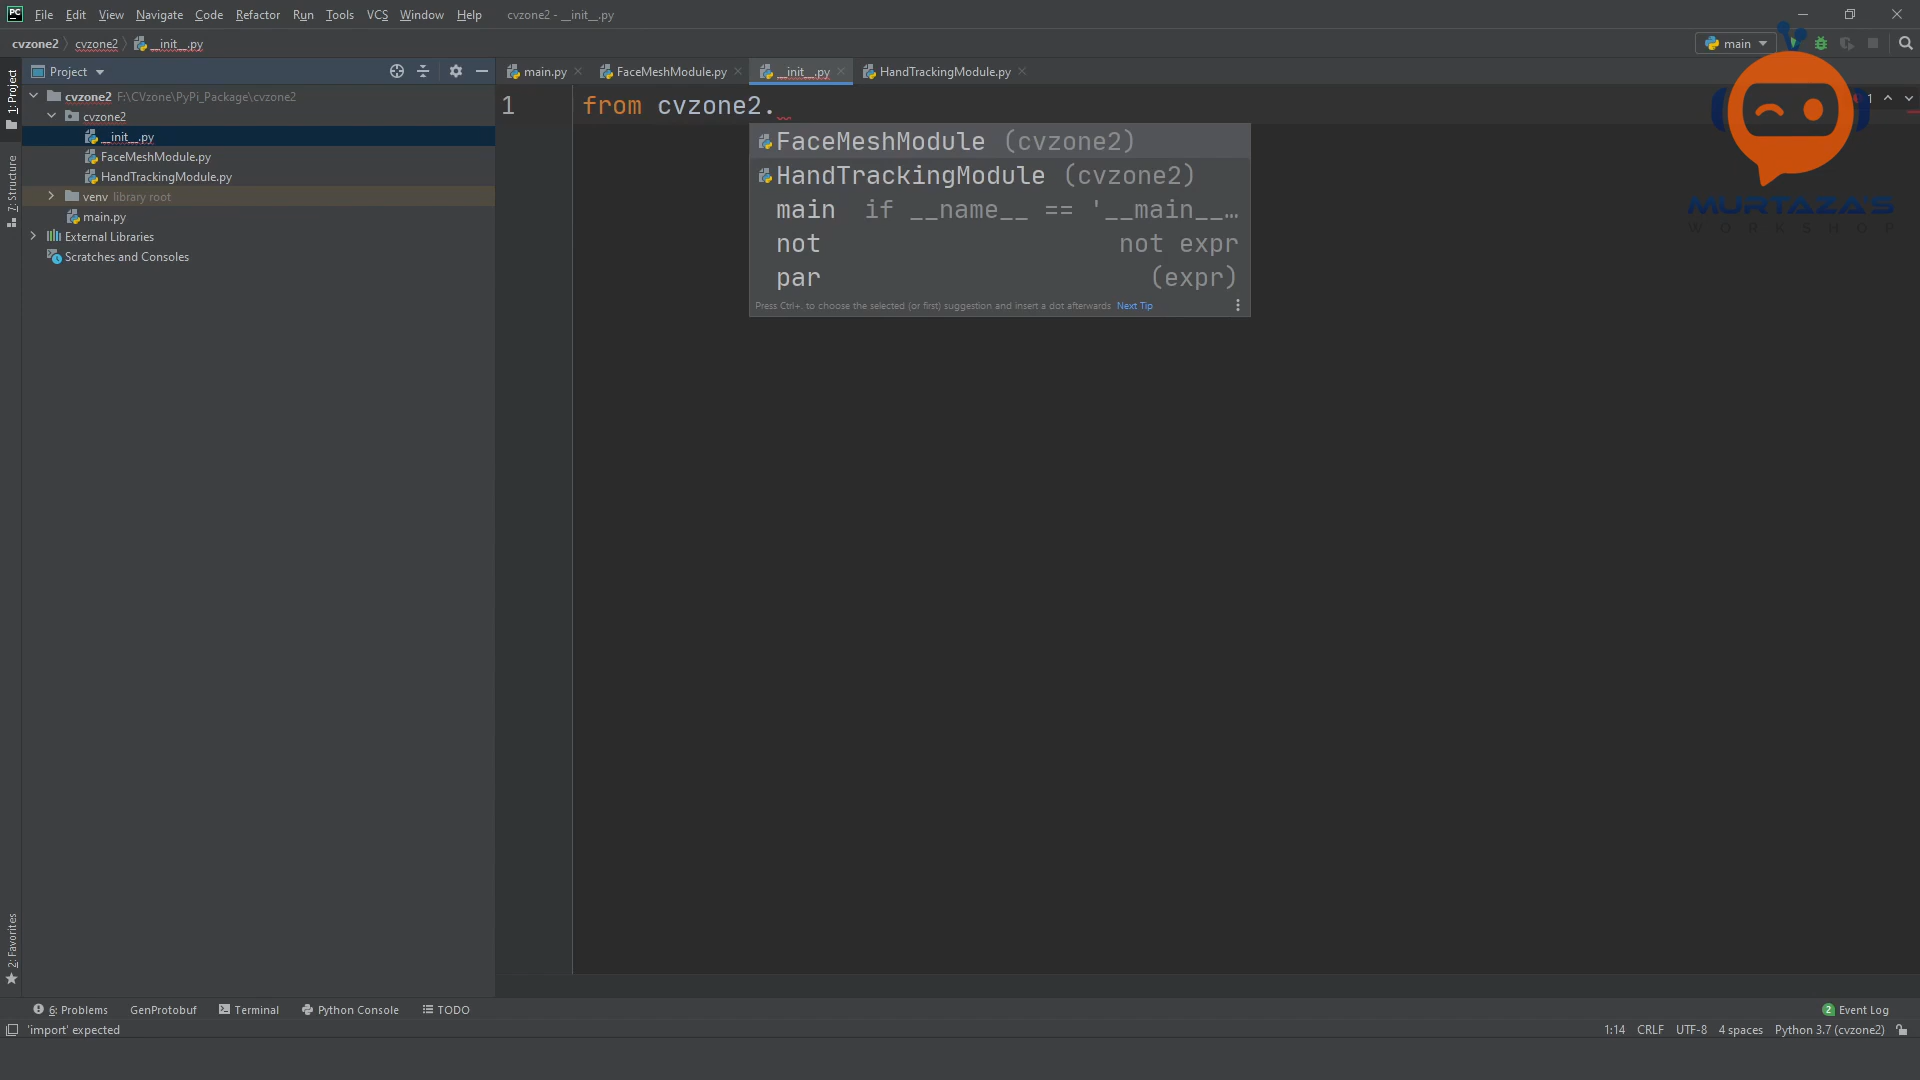 PC File Edit View Navigate Code Refactor Run Tools VCS Window Help cvzone2 - __init__.py
cvzone2 cvzone2 __init__.py main
Project main.py FaceMeshModule.py __init__.py HandTrackingModule.py
cvzone2 F:\CVzone\PyPi_Package\cvzone2
cvzone2
__init__.py
FaceMeshModule.py
HandTrackingModule.py
venv library root
main.py
External Libraries
Scratches and Consoles
1: Project
7: Structure
2: Favorites
1 from cvzone2.
1
FaceMeshModule (cvzone2)
HandTrackingModule (cvzone2)
main if __name__ == '__main__...
not not expr
par (expr)
Press Ctrl+. to choose the selected (or first) suggestion and insert a dot afterwards Next Tip
MURTAZA'S
WORKSHOP
6: Problems GenProtobuf Terminal Python Console TODO 2 Event Log
'import' expected 1:14 CRLF UTF-8 4 spaces Python 3.7 (cvzone2)